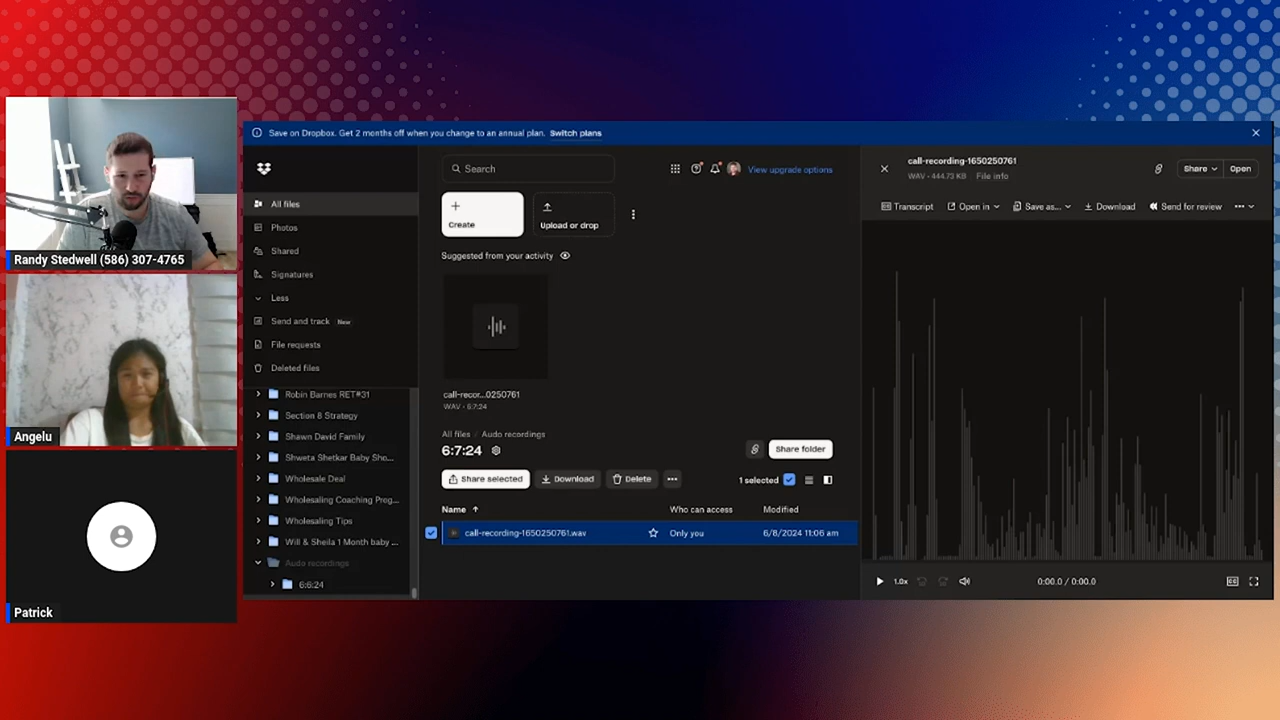 Save on Dropbox. Get 2 months off when you change to an annual plan. Switch plans
Search
View upgrade options
All files
Photos
Shared
Signatures
Less
Send and track New
File requests
Deleted files
Robin Barnes RET#31
Section 8 Strategy
Shawn David Family
Shweta Shetkar Baby Sho...
Wholesale Deal
Wholesaling Coaching Prog...
Wholesaling Tips
Will & Sheila 1 Month baby ...
Audo recordings
6:6:24
Create
Upload or drop
Suggested from your activity
call-recor...0250761
WAV • 6:7:24
All files / Audo recordings
6:7:24
Share folder
Share selected
Download
Delete
1 selected
Name
Who can access
Modified
call-recording-1650250761.wav
Only you
6/8/2024 11:06 am
call-recording-1650250761
WAV • 444.73 KB File info
Share
Open
Transcript
Open in
Save as...
Download
Send for review
1.0x
0:00.0 / 0:00.0
Randy Stedwell (586) 307-4765
Angelu
Patrick